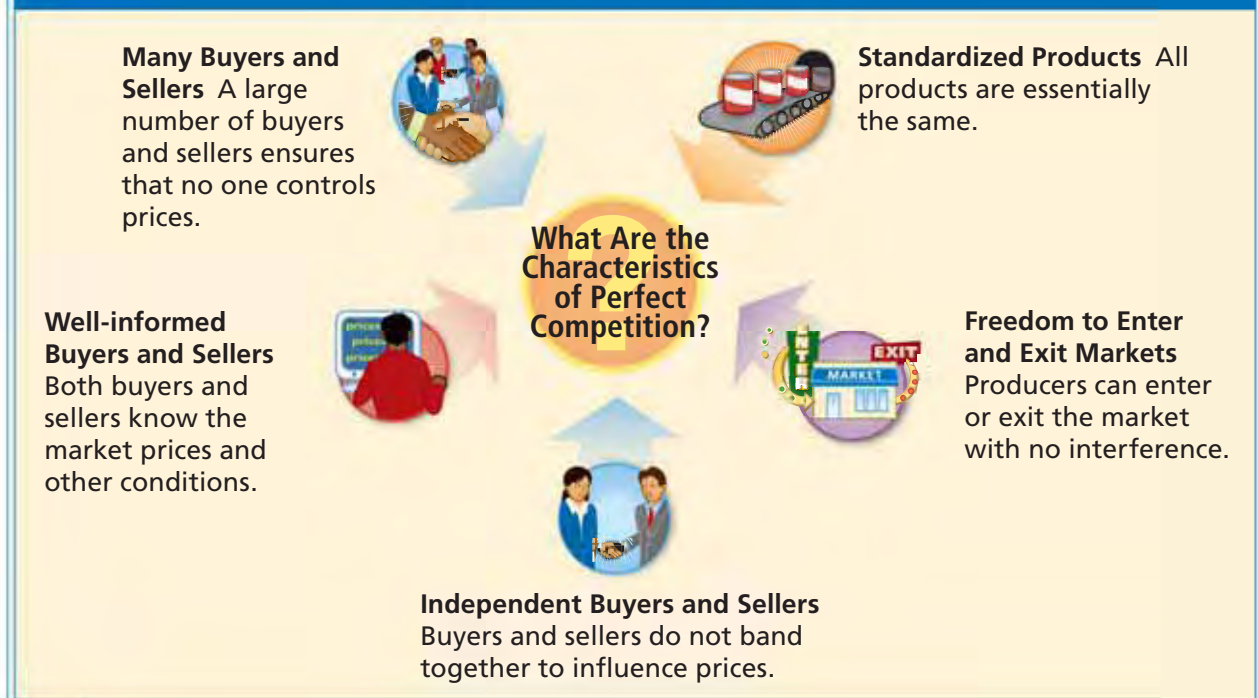 Many Buyers and
Sellers A large
number of buyers
and sellers ensures
that no one controls
prices.
Standardized Products All
products are essentially
the same.
What Are the
Characteristics
of Perfect
Competition?
?
Well-informed
Buyers and Sellers
Both buyers and
sellers know the
market prices and
other conditions.
prices
prices
prices
ENTER
EXIT
MARKET
Freedom to Enter
and Exit Markets
Producers can enter
or exit the market
with no interference.
Independent Buyers and Sellers
Buyers and sellers do not band
together to influence prices.